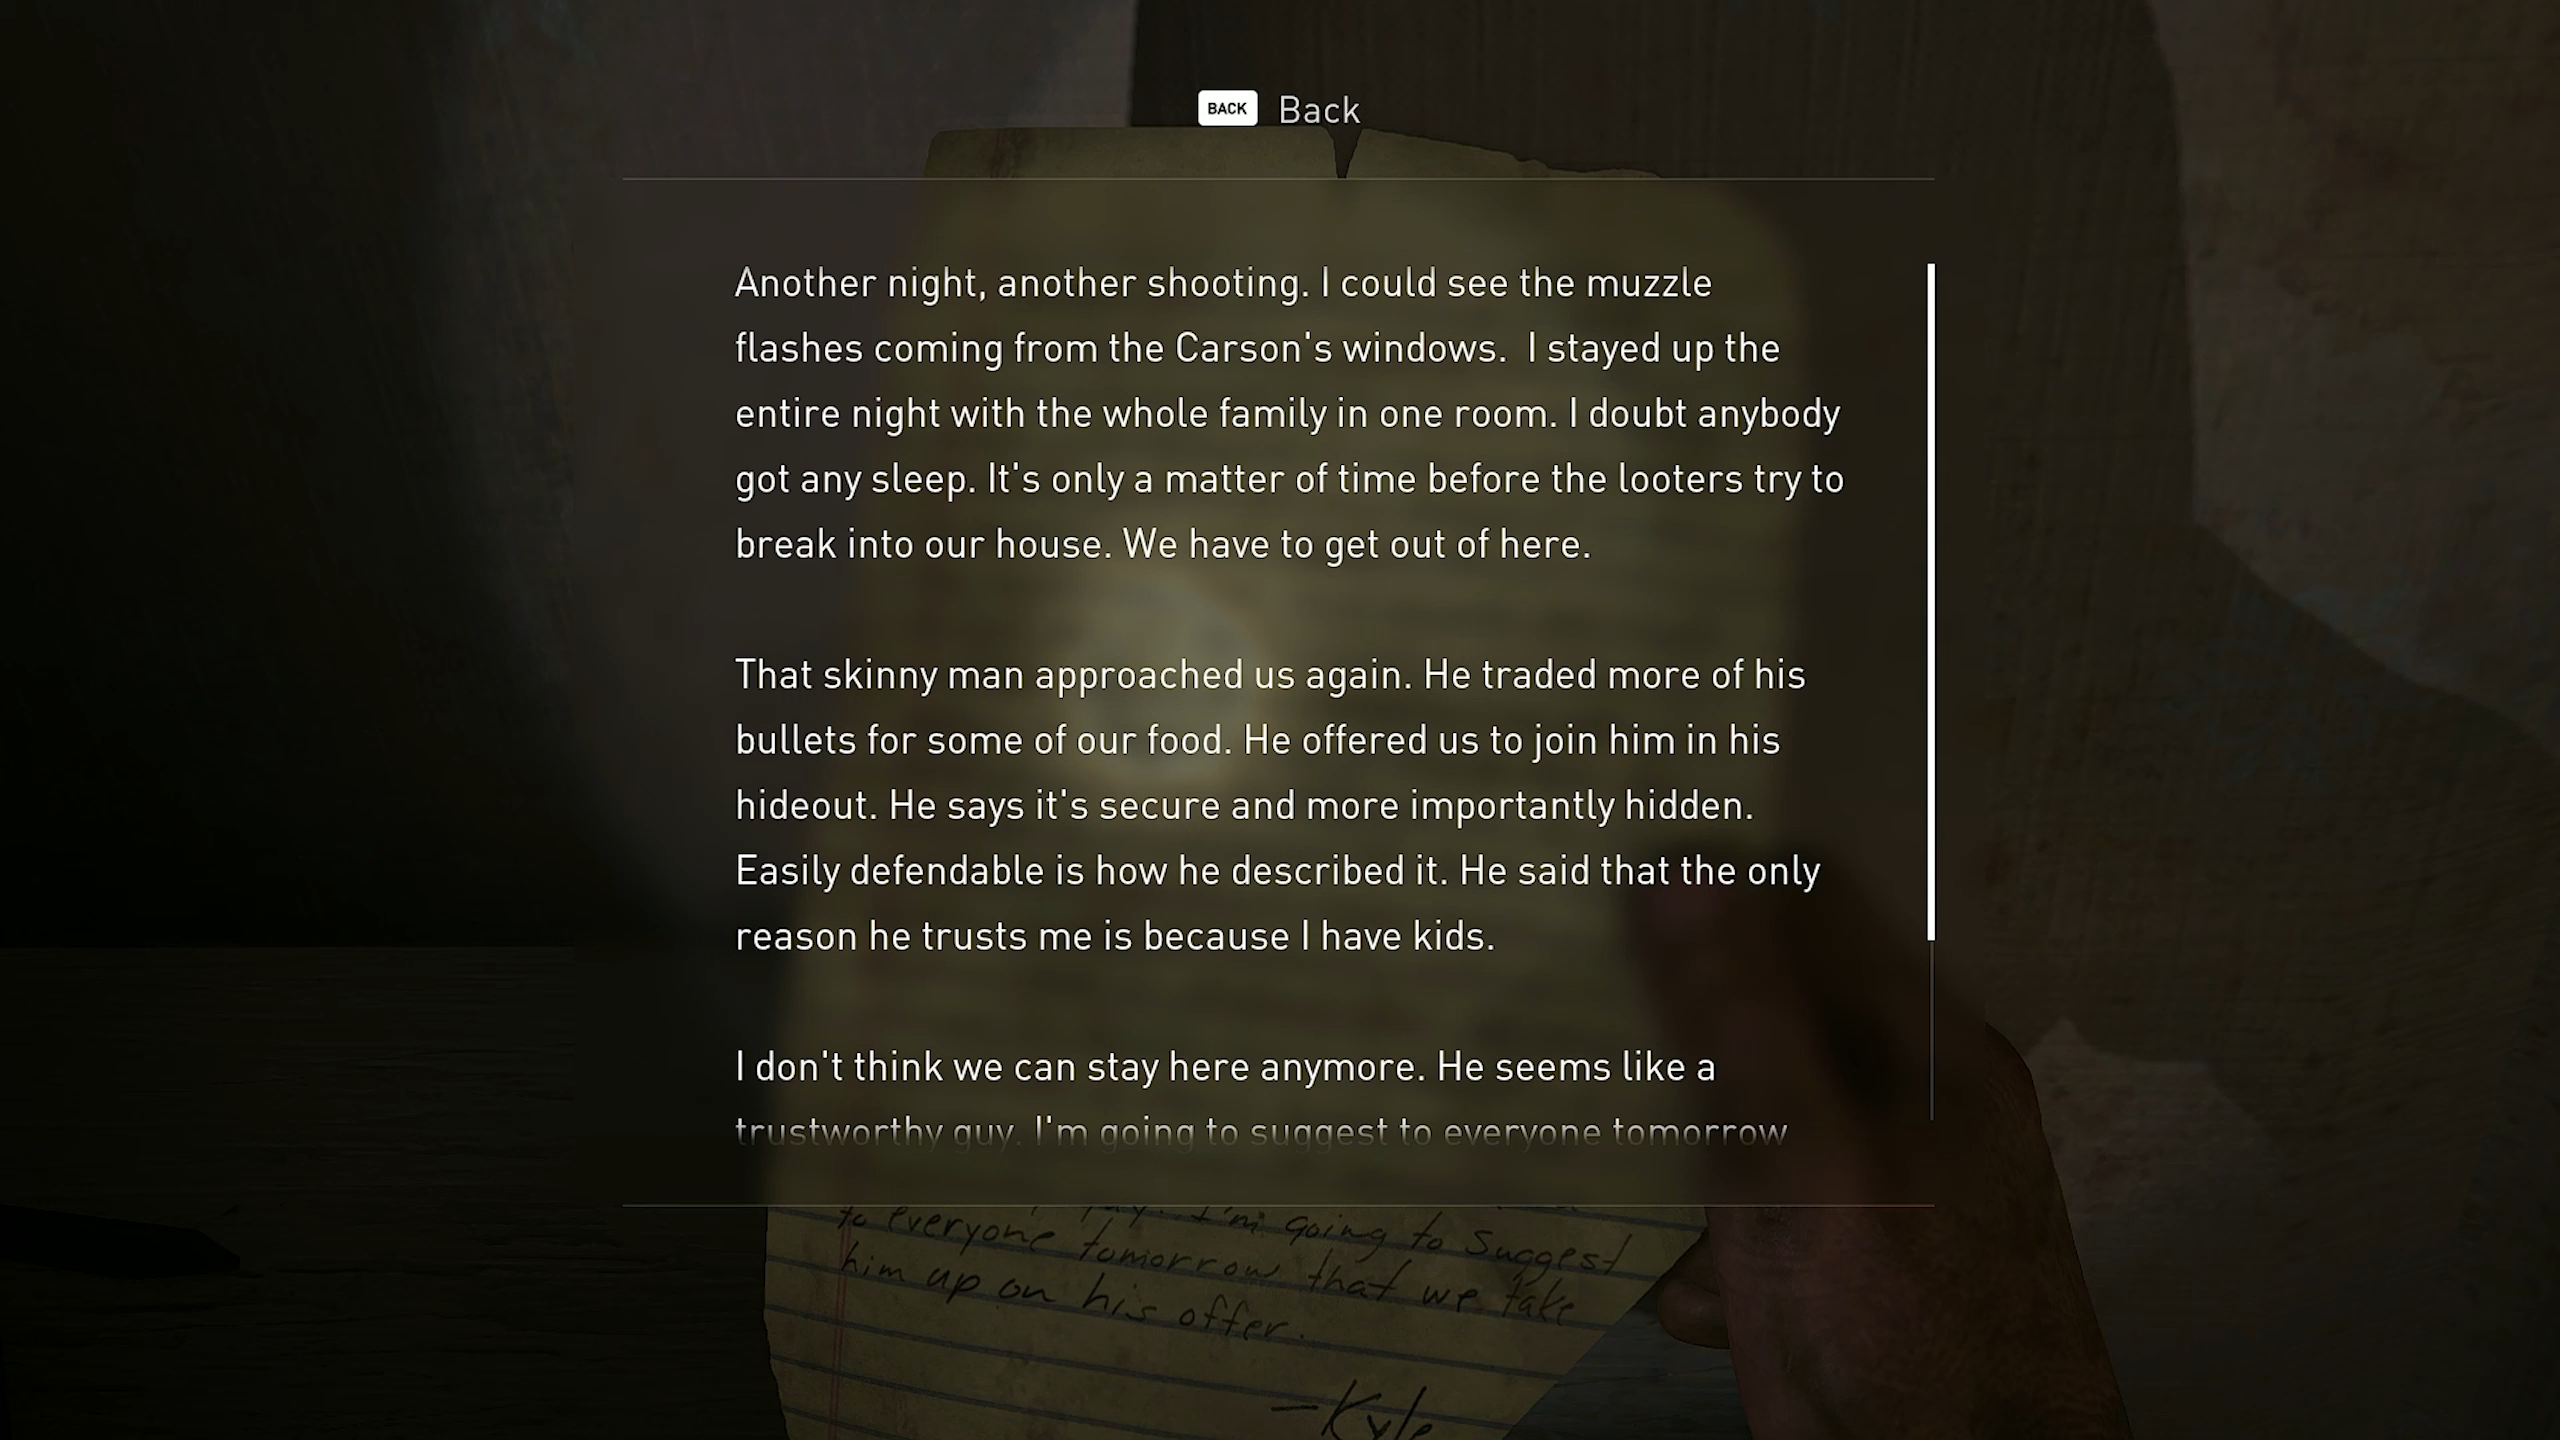 BACK Back
Another night, another shooting. I could see the muzzle
flashes coming from the Carson's windows.  I stayed up the
entire night with the whole family in one room. I doubt anybody
got any sleep. It's only a matter of time before the looters try to
break into our house. We have to get out of here.
That skinny man approached us again. He traded more of his
bullets for some of our food. He offered us to join him in his
hideout. He says it's secure and more importantly hidden.
Easily defendable is how he described it. He said that the only
reason he trusts me is because I have kids.
I don't think we can stay here anymore. He seems like a
trustworthy guy. I'm going to suggest to everyone tomorrow
guy. I'm going to suggest
to everyone tomorrow that we take
him up on his offer.
-Kyle